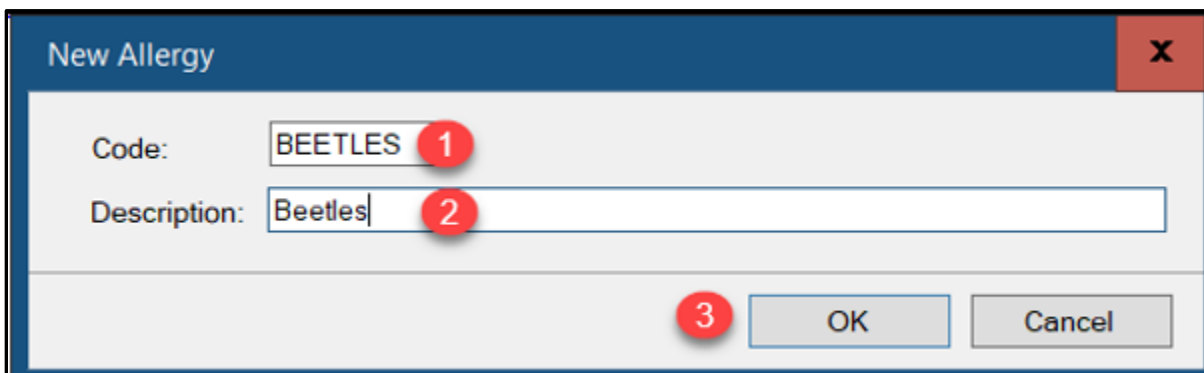 New Allergy x
Code: BEETLES 1
Description: Beetles 2
3 OK Cancel